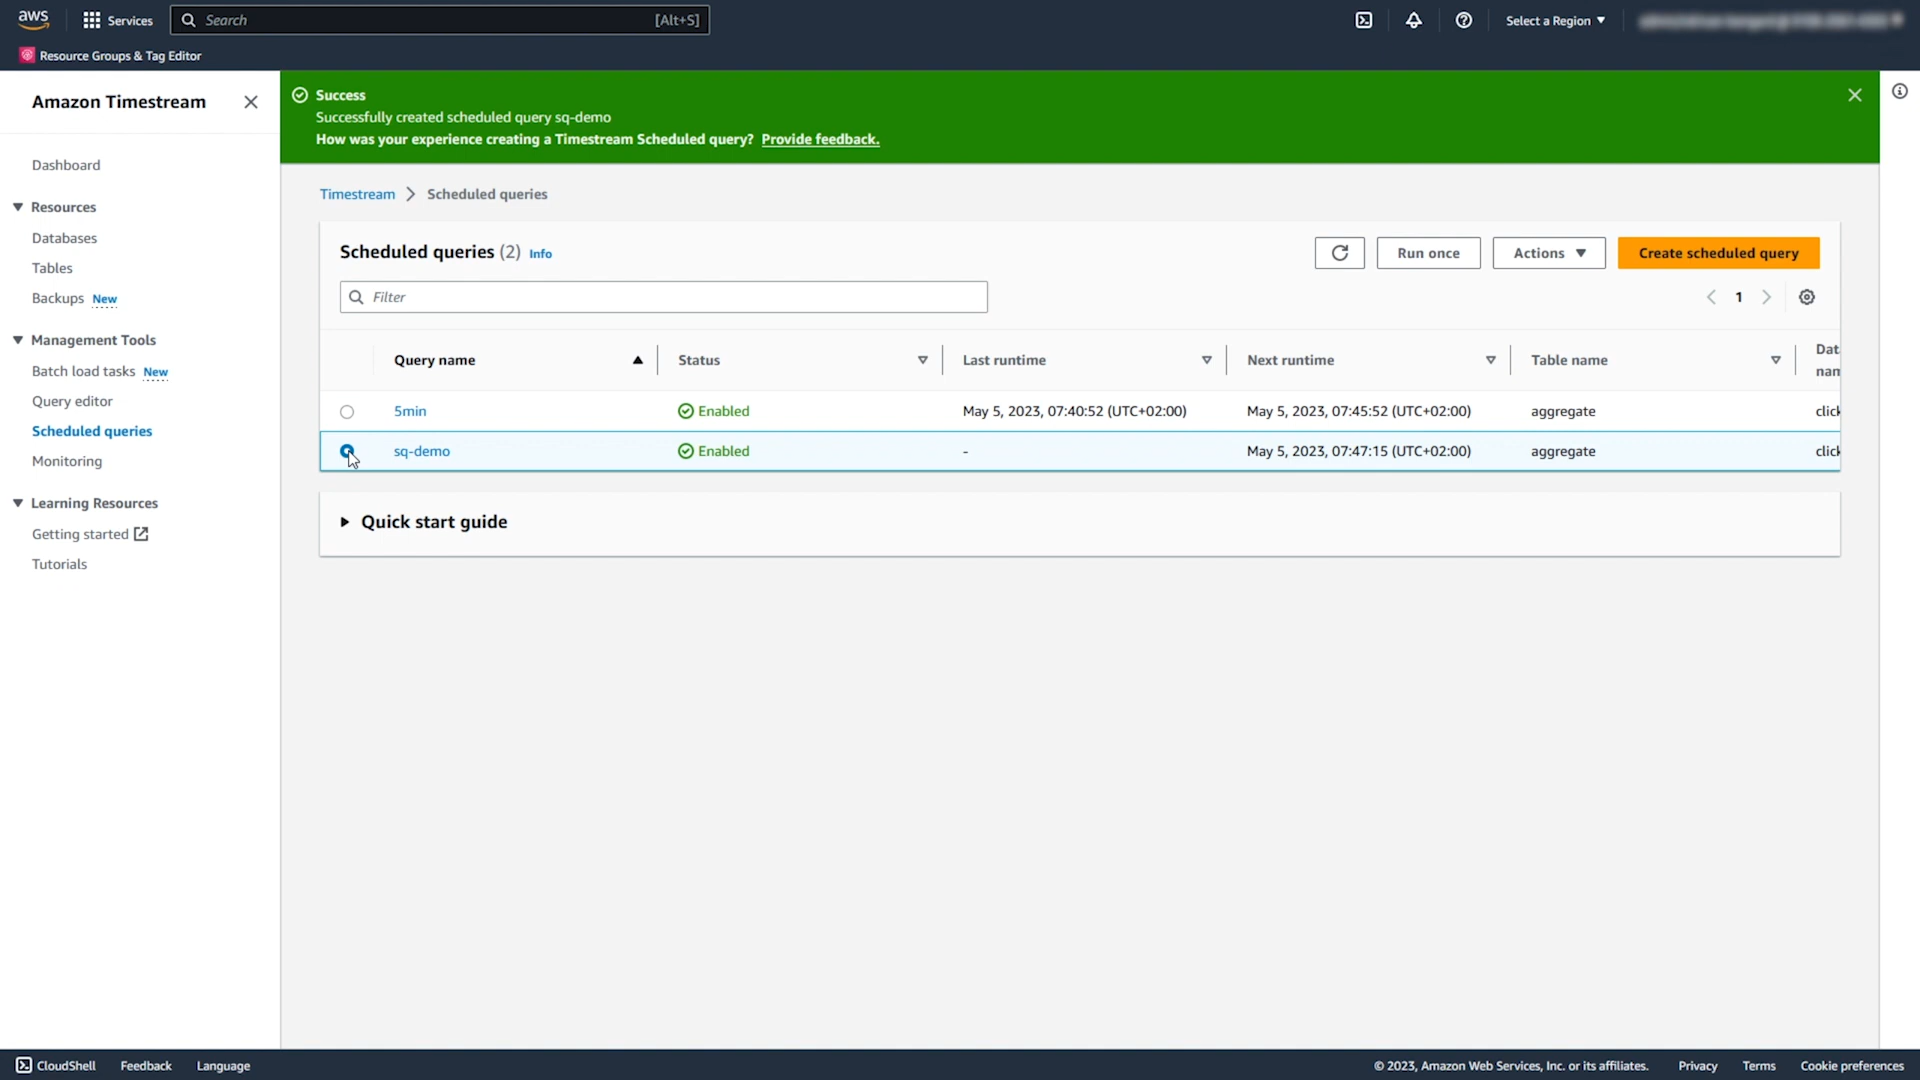 aws
Services
Search
[Alt+S]
Select a Region
Resource Groups & Tag Editor
Amazon Timestream
Dashboard
Resources
Databases
Tables
Backups New
Management Tools
Batch load tasks New
Query editor
Scheduled queries
Monitoring
Learning Resources
Getting started
Tutorials
Success
Successfully created scheduled query sq-demo
How was your experience creating a Timestream Scheduled query? Provide feedback.
Timestream > Scheduled queries
Scheduled queries (2) Info
Run once
Actions
Create scheduled query
Filter
1
Query name
Status
Last runtime
Next runtime
Table name
Dat
nam
5min
Enabled
May 5, 2023, 07:40:52 (UTC+02:00)
May 5, 2023, 07:45:52 (UTC+02:00)
aggregate
click
sq-demo
Enabled
-
May 5, 2023, 07:47:15 (UTC+02:00)
aggregate
click
Quick start guide
CloudShell
Feedback
Language
© 2023, Amazon Web Services, Inc. or its affiliates.
Privacy
Terms
Cookie preferences